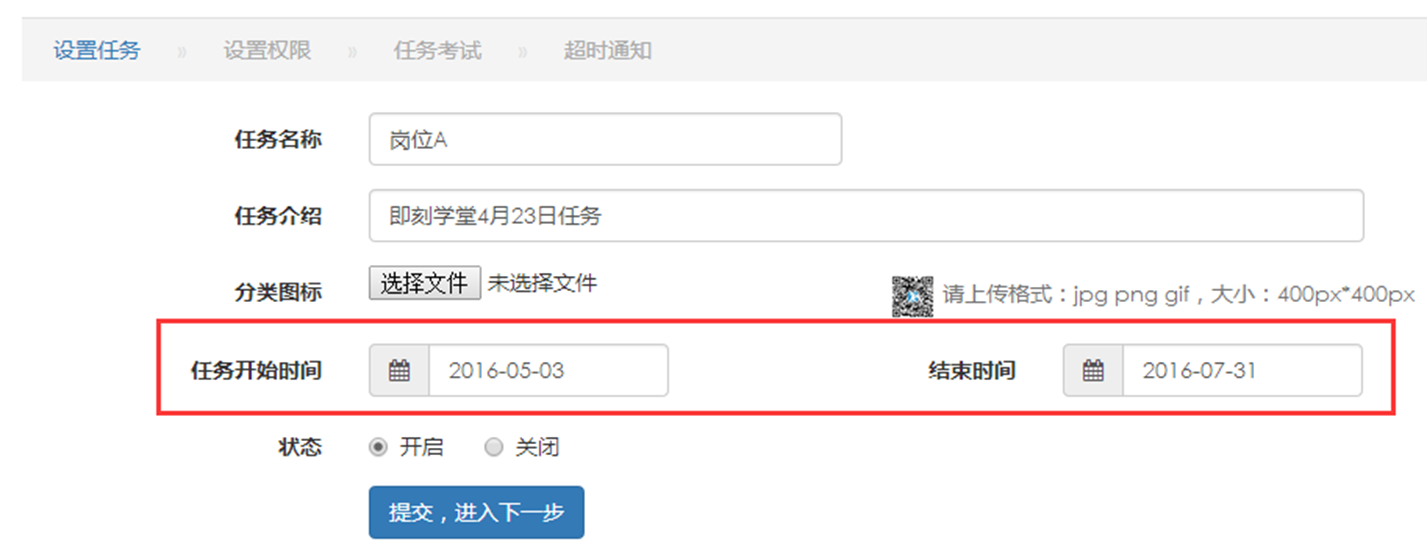 设置任务 » 设置权限 » 任务考试 » 超时通知
任务名称 岗位A
任务介绍 即刻学堂4月23日任务
分类图标 选择文件 未选择文件 请上传格式：jpg png gif，大小：400px*400px
任务开始时间 2016-05-03 结束时间 2016-07-31
状态 开启 关闭
提交，进入下一步